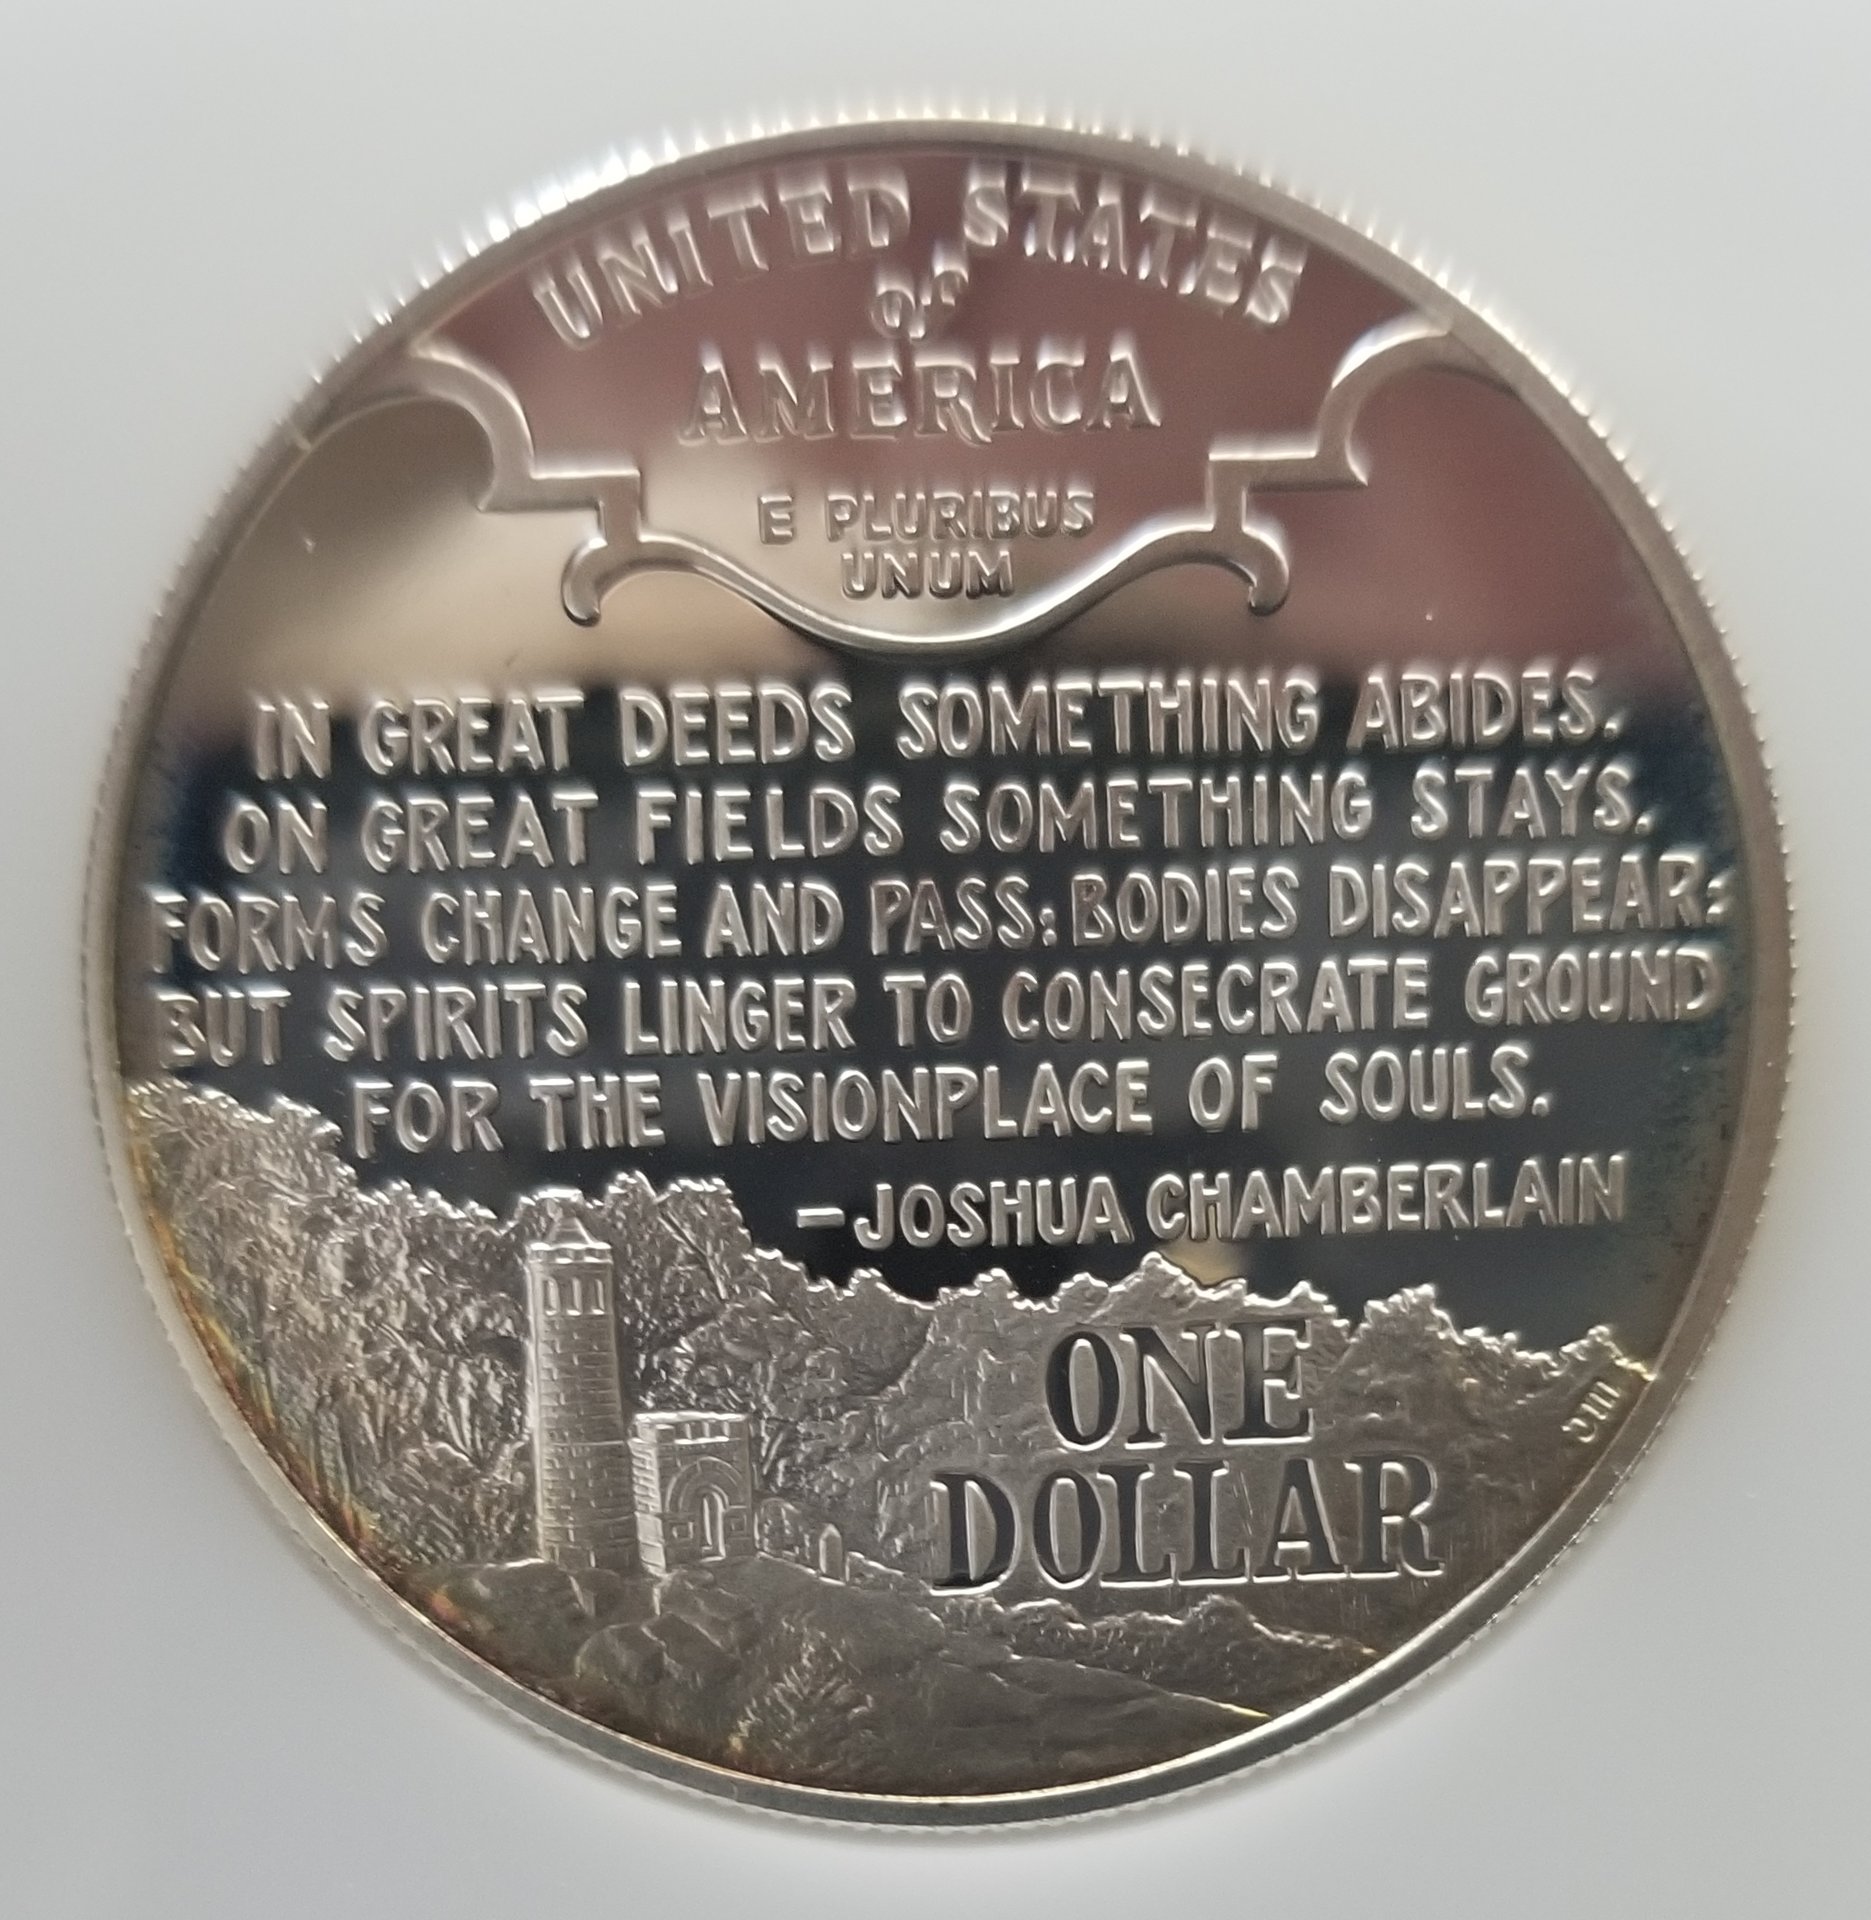 UNITED STATES
OF
AMERICA
E PLURIBUS
UNUM
IN GREAT DEEDS SOMETHING ABIDES.
ON GREAT FIELDS SOMETHING STAYS.
FORMS CHANGE AND PASS; BODIES DISAPPEAR;
BUT SPIRITS LINGER TO CONSECRATE GROUND
FOR THE VISIONPLACE OF SOULS.
-JOSHUA CHAMBERLAIN
ONE
DOLLAR